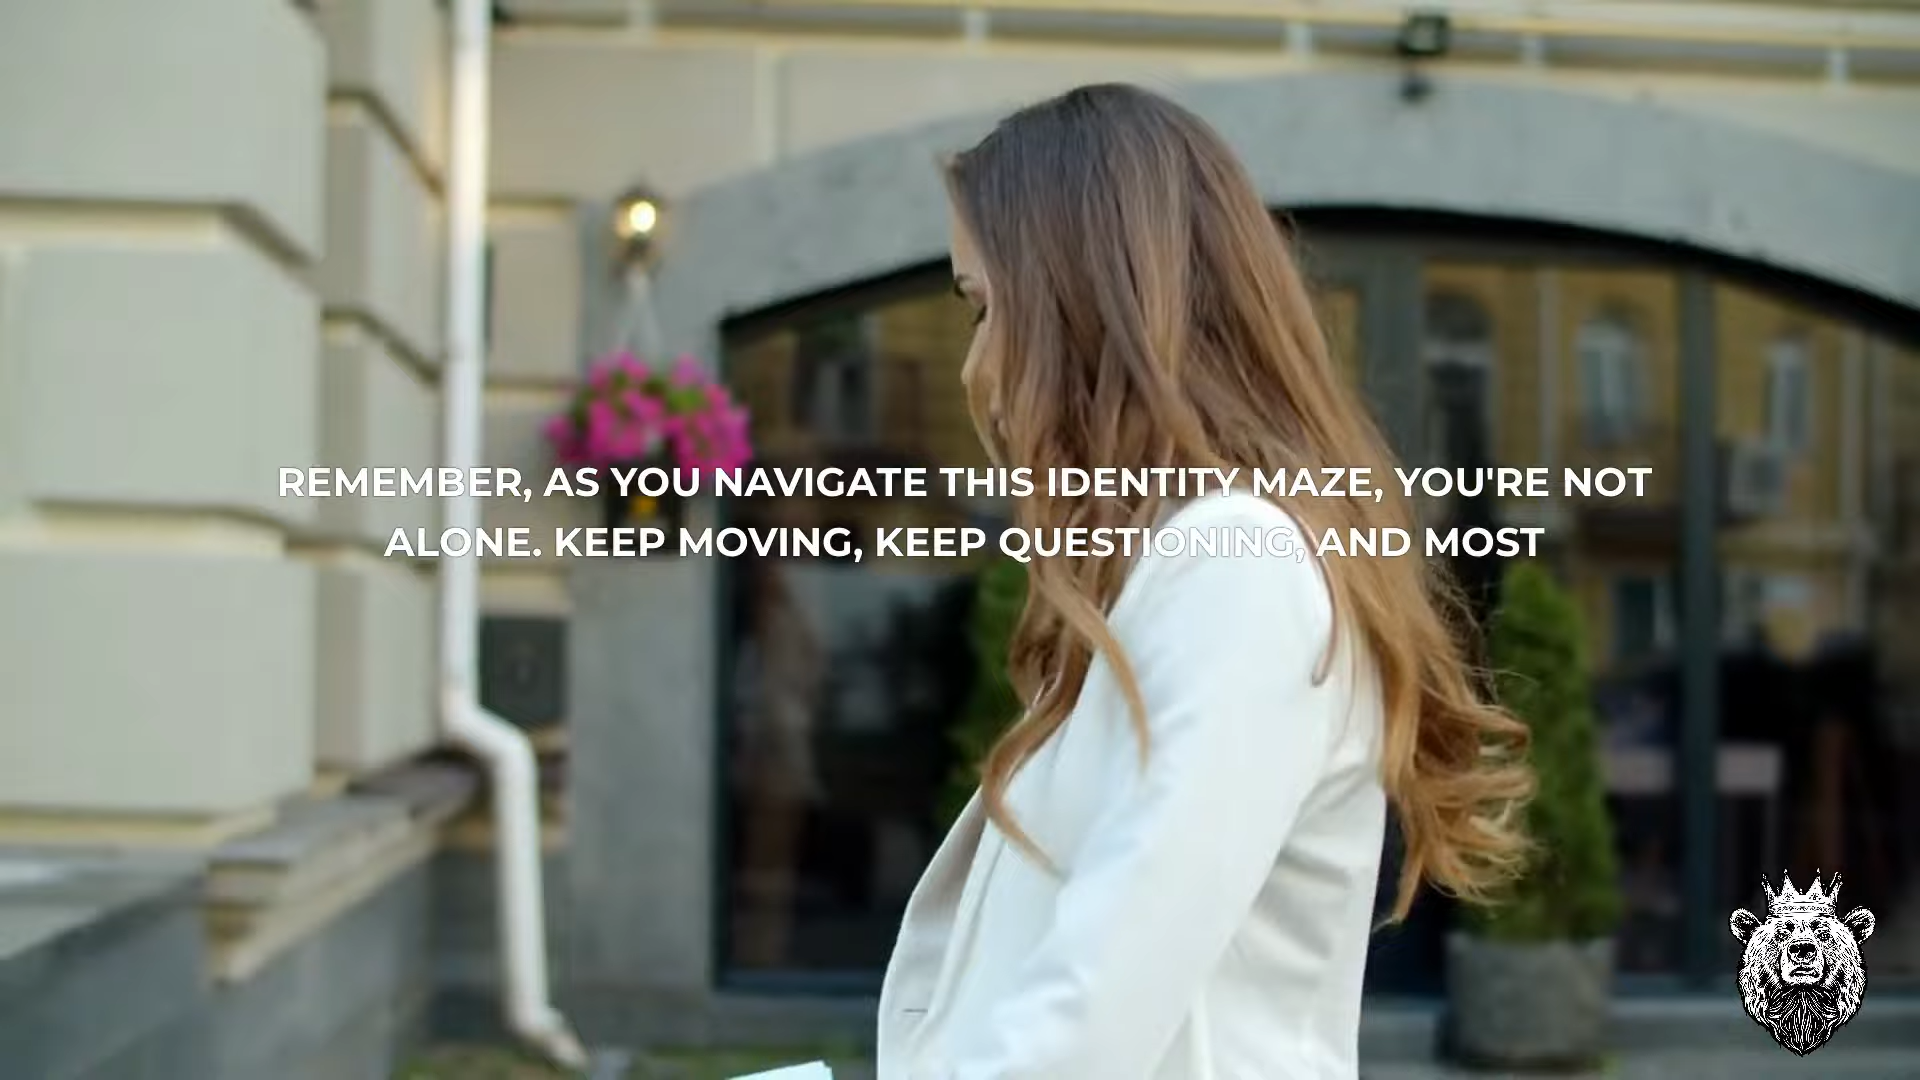 REMEMBER, AS YOU NAVIGATE THIS IDENTITY MAZE, YOU'RE NOT
ALONE. KEEP MOVING, KEEP QUESTIONING, AND MOST